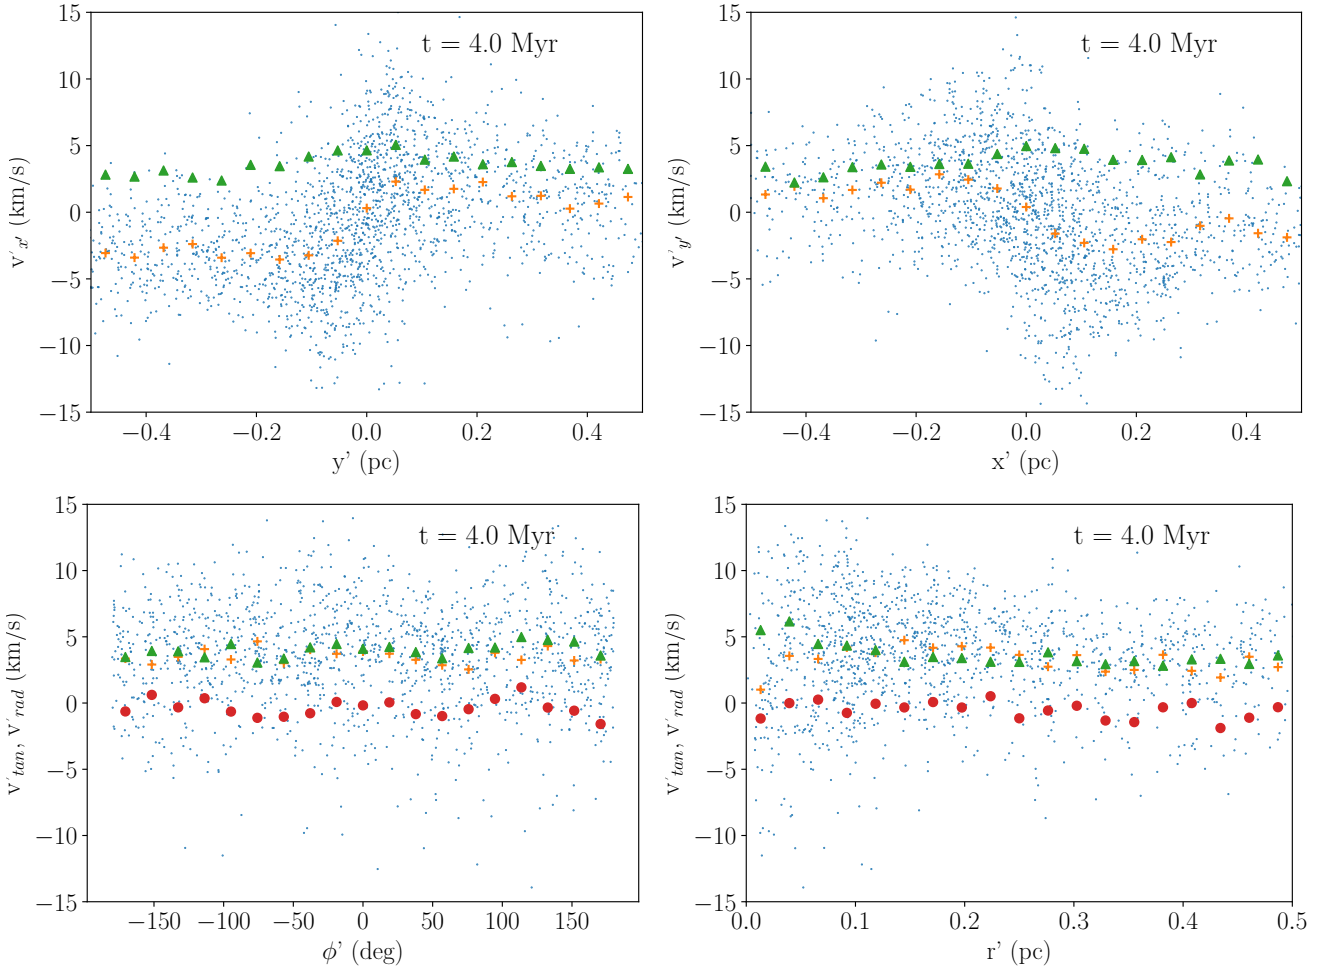 15
10
5
0
−5
−10
−15
−0.4 −0.2 0.0 0.2 0.4
y' (pc)
v'x' (km/s)
t = 4.0 Myr
15
10
5
0
−5
−10
−15
−0.4 −0.2 0.0 0.2 0.4
x' (pc)
v'y' (km/s)
t = 4.0 Myr
15
10
5
0
−5
−10
−15
−150 −100 −50 0 50 100 150
ϕ' (deg)
v'tan, v'rad (km/s)
t = 4.0 Myr
15
10
5
0
−5
−10
−15
0.0 0.1 0.2 0.3 0.4 0.5
r' (pc)
v'tan, v'rad (km/s)
t = 4.0 Myr